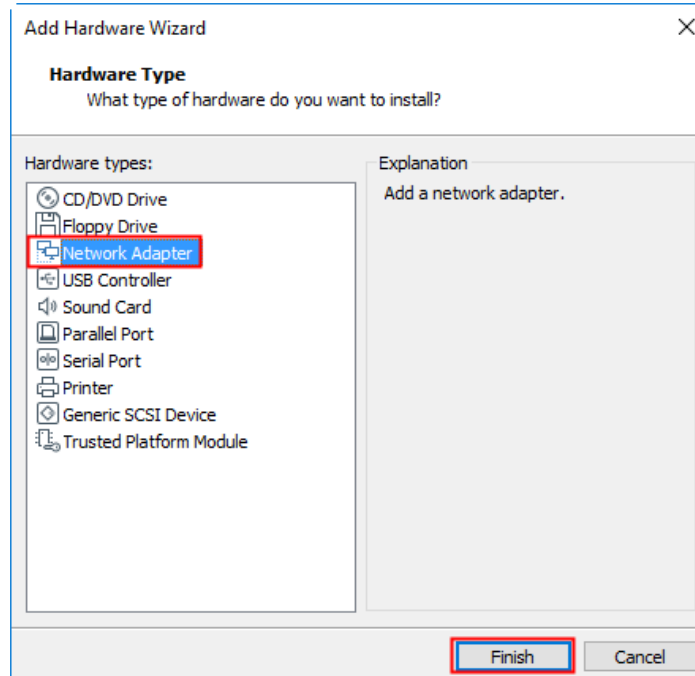 Add Hardware Wizard
Hardware Type
What type of hardware do you want to install?
Hardware types:
CD/DVD Drive
Floppy Drive
Network Adapter
USB Controller
Sound Card
Parallel Port
Serial Port
Printer
Generic SCSI Device
Trusted Platform Module
Explanation
Add a network adapter.
Finish
Cancel